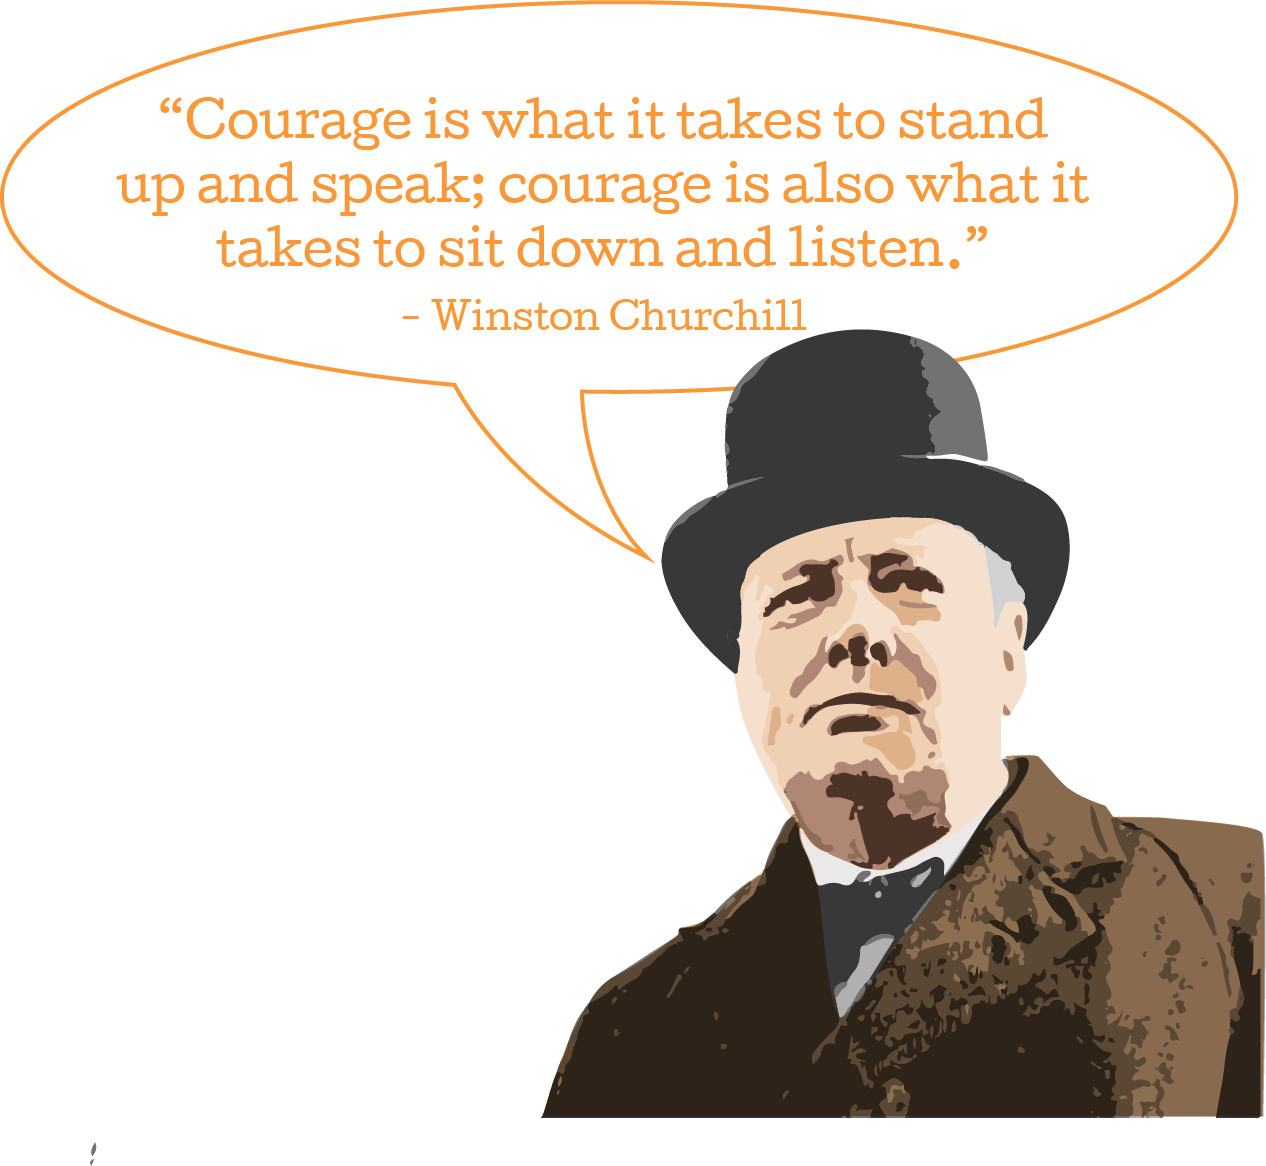 “Courage is what it takes to stand
up and speak; courage is also what it
takes to sit down and listen.”
- Winston Churchill